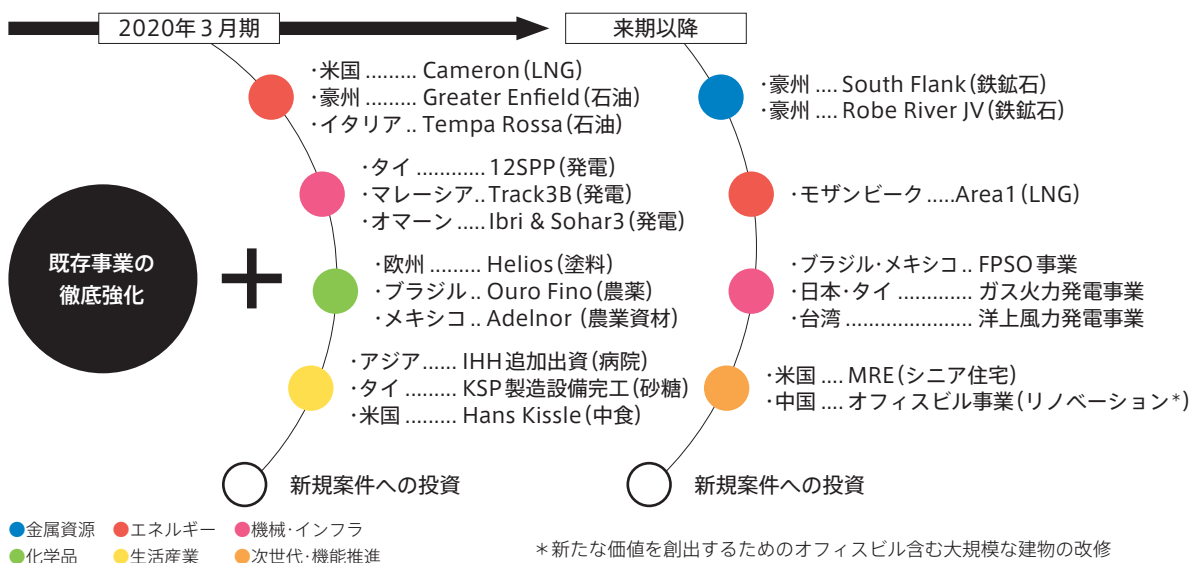 2020年3月期
来期以降
既存事業の
徹底強化
+
・米国 ......... Cameron(LNG)
・豪州 ......... Greater Enfield(石油)
・イタリア .. Tempa Rossa(石油)
・タイ ............ 12SPP(発電)
・マレーシア..Track3B(発電)
・オマーン .....Ibri & Sohar3(発電)
・欧州 ......... Helios(塗料)
・ブラジル .. Ouro Fino(農薬)
・メキシコ .. Adelnor (農業資材)
・アジア...... IHH追加出資(病院)
・タイ ......... KSP製造設備完工(砂糖)
・米国 ......... Hans Kissle(中食)
新規案件への投資
・豪州 .... South Flank(鉄鉱石)
・豪州 .... Robe River JV(鉄鉱石)
・モザンビーク .....Area1(LNG)
・ブラジル・メキシコ .. FPSO事業
・日本・タイ ............. ガス火力発電事業
・台湾 ...................... 洋上風力発電事業
・米国 .... MRE(シニア住宅)
・中国 .... オフィスビル事業(リノベーション*)
新規案件への投資
金属資源 エネルギー 機械・インフラ
化学品 生活産業 次世代・機能推進
*新たな価値を創出するためのオフィスビル含む大規模な建物の改修